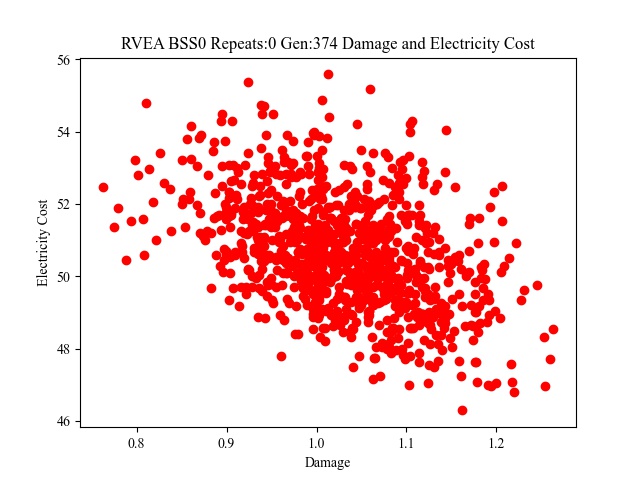 RVEA BSS0 Repeats:0 Gen:374 Damage and Electricity Cost
56
54
52
50
48
46
Electricity Cost
0.8 0.9 1.0 1.1 1.2
Damage